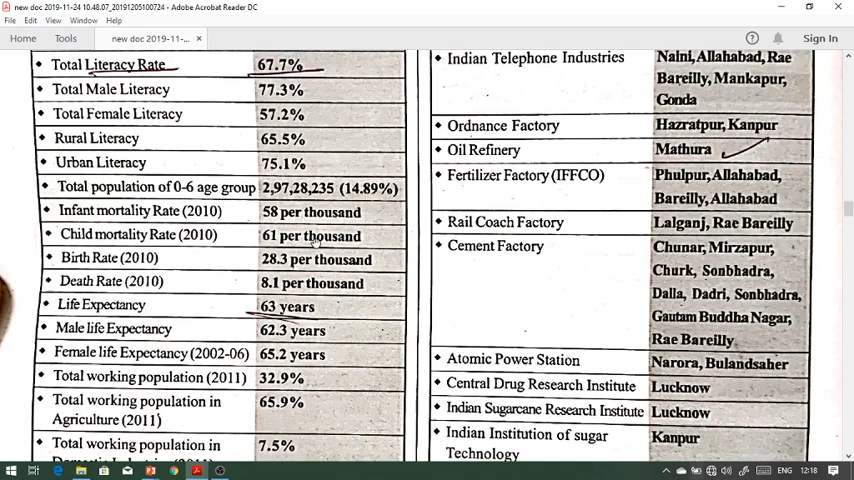 new doc 2019-11-24 10.48.07_20191205100724 - Adobe Acrobat Reader DC
File Edit View Window Help
Home Tools new doc 2019-11-... × Sign In
• Total Literacy Rate 67.7%
• Total Male Literacy 77.3%
• Total Female Literacy 57.2%
• Rural Literacy 65.5%
• Urban Literacy 75.1%
• Total population of 0-6 age group 2,97,28,235 (14.89%)
• Infant mortality Rate (2010) 58 per thousand
• Child mortality Rate (2010) 61 per thousand
• Birth Rate (2010) 28.3 per thousand
• Death Rate (2010) 8.1 per thousand
• Life Expectancy 63 years
• Male life Expectancy 62.3 years
• Female life Expectancy (2002-06) 65.2 years
• Total working population (2011) 32.9%
• Total working population in 65.9%
Agriculture (2011)
• Total working population in 7.5%
• Indian Telephone Industries Naini, Allahabad, Rae
Bareilly, Mankapur,
Gonda
• Ordnance Factory Hazratpur, Kanpur
• Oil Refinery Mathura
• Fertilizer Factory (IFFCO) Phulpur, Allahabad,
Bareilly, Allahabad
• Rail Coach Factory Lalganj, Rae Bareilly
• Cement Factory Chunar, Mirzapur,
Churk, Sonbhadra,
Dalla, Dadri, Sonbhadra,
Gautam Buddha Nagar,
Rae Bareilly
• Atomic Power Station Narora, Bulandsaher
• Central Drug Research Institute Lucknow
• Indian Sugarcane Research Institute Lucknow
• Indian Institution of sugar Kanpur
Technology
ENG 12:18